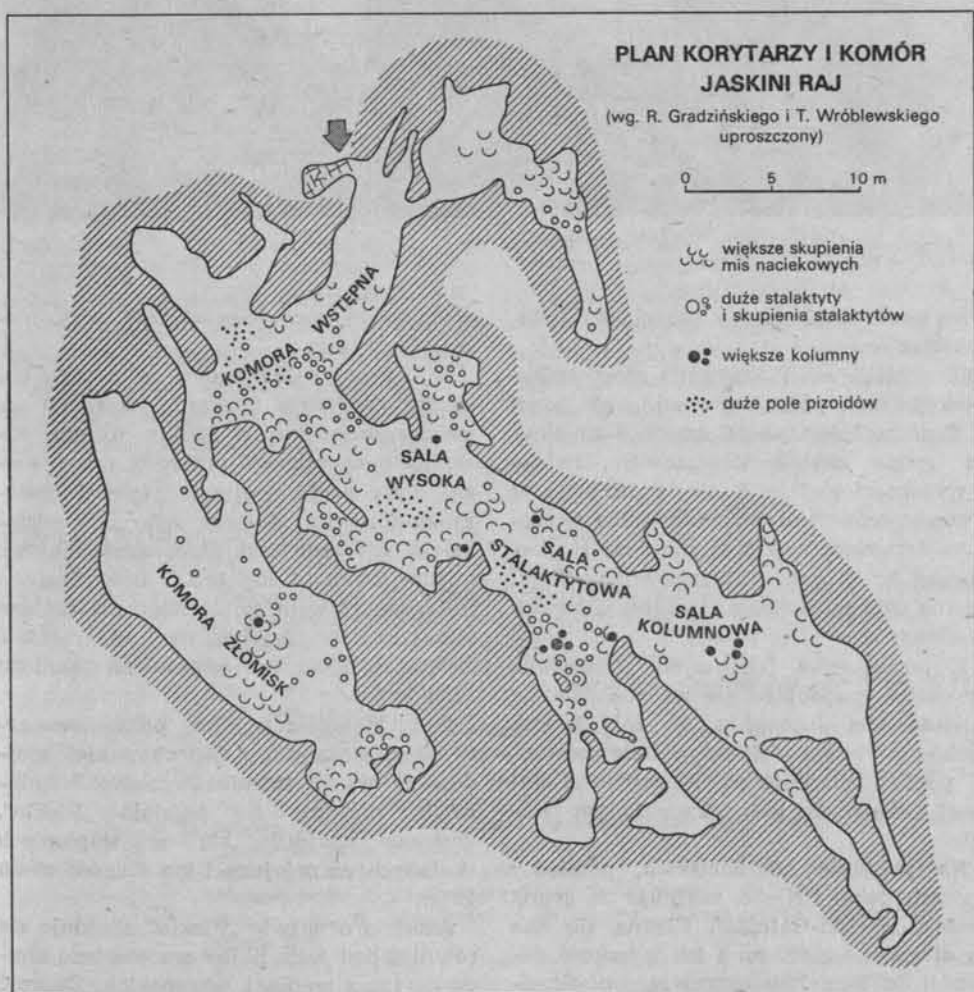 PLAN KORYTARZY I KOMÓR
JASKINI RAJ
(wg. R. Gradzińskiego i T. Wróblewskiego
uproszczony)
0 5 10 m
większe skupienia
mis naciekowych
duże stalaktyty
i skupienia stalaktytów
większe kolumny
duże pole pizoidów
KOMORA WSTĘPNA
SALA
WYSOKA
SALA
STALAKTYTOWA
SALA
KOLUMNOWA
KOMORA ZŁOMISK